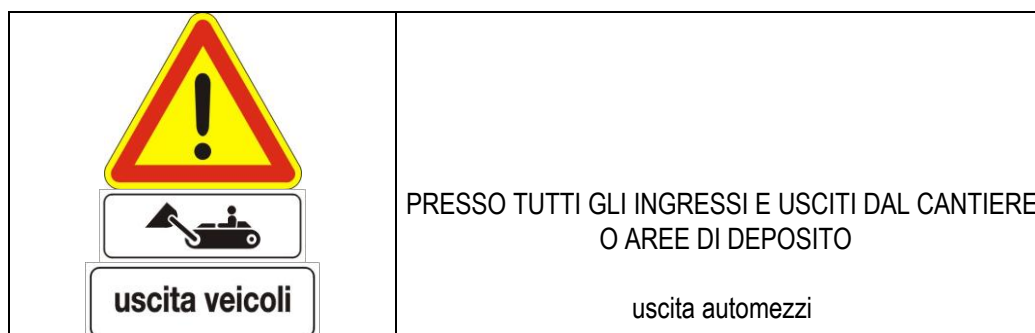 uscita veicoli
PRESSO TUTTI GLI INGRESSI E USCITI DAL CANTIERE
O AREE DI DEPOSITO
uscita automezzi